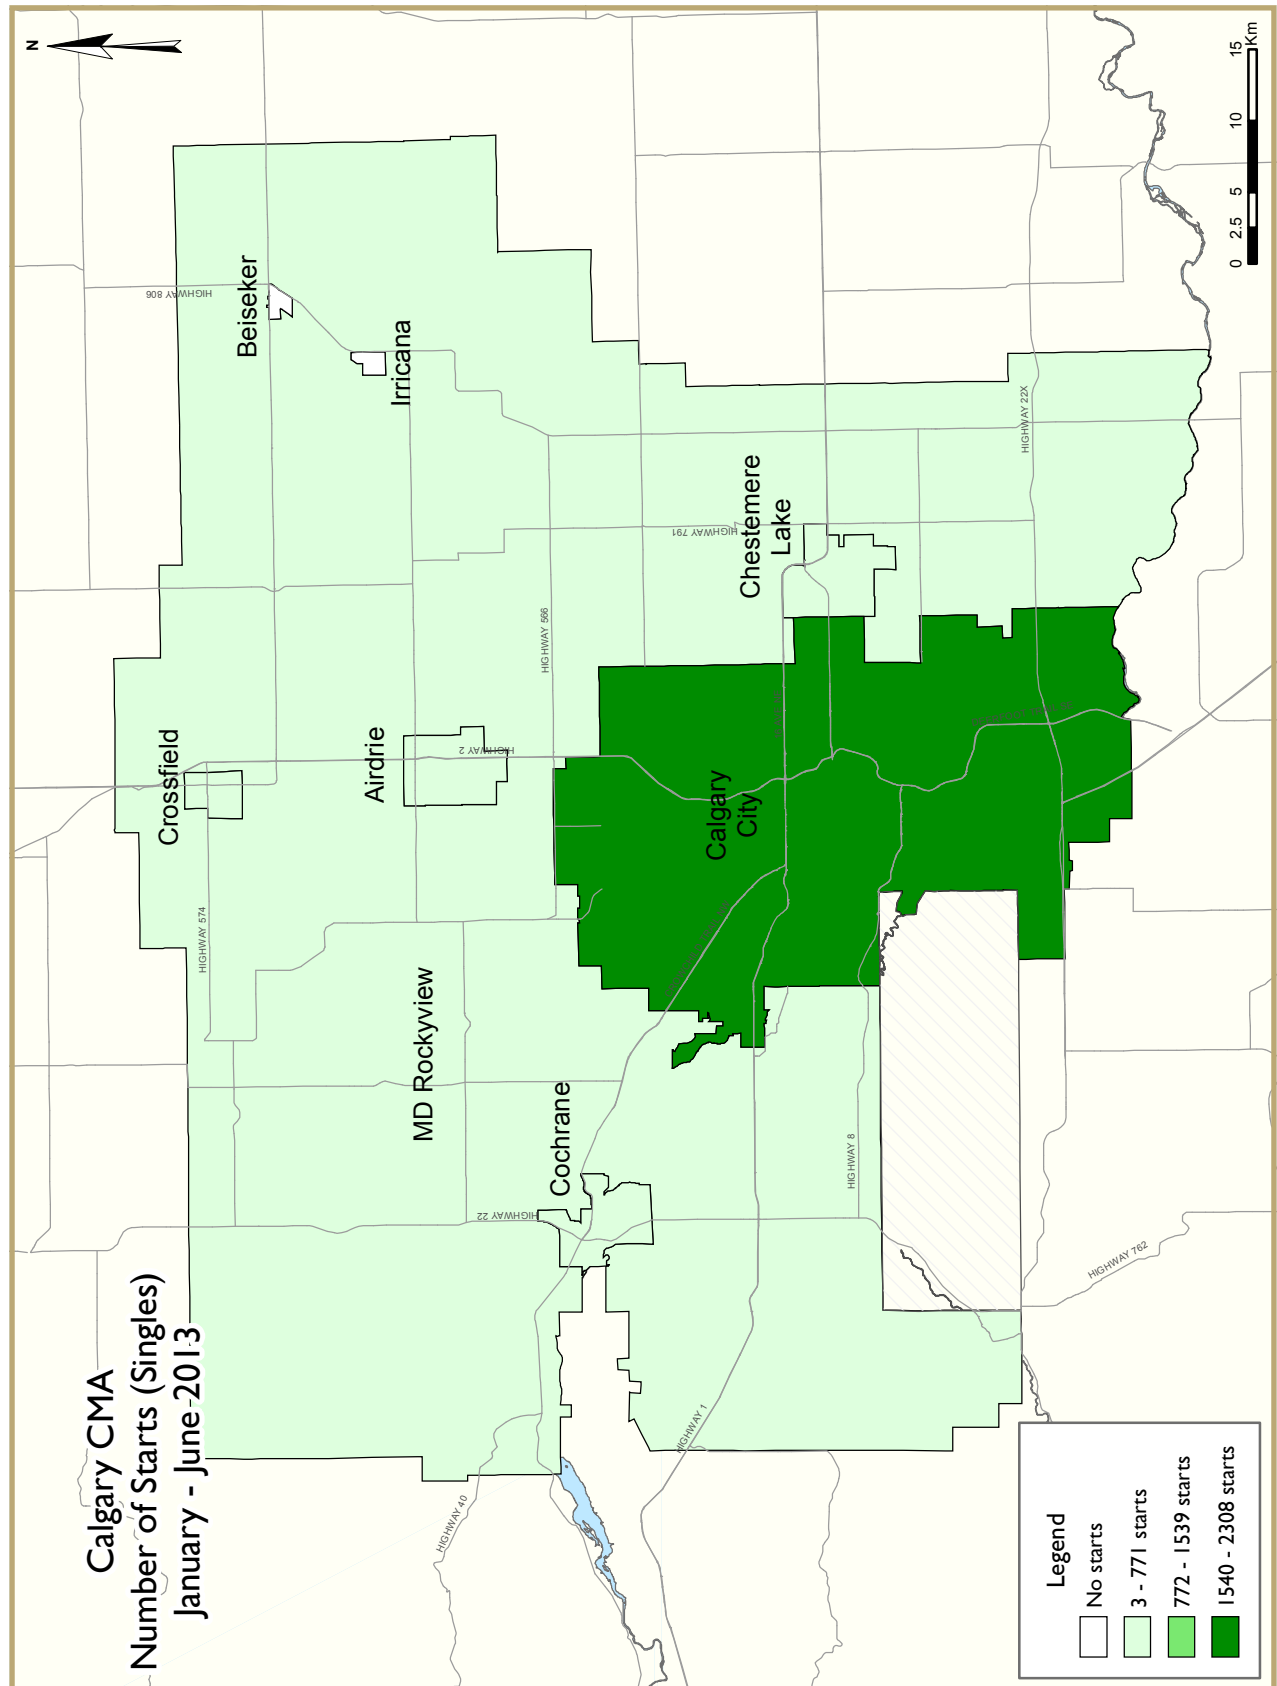 Calgary CMA
Number of Starts (Singles)
January - June 2013
N
HIGHWAY 806
Beiseker
Irricana
Crossfield
HIGHWAY 574
Airdrie
HIGHWAY 2
HIGHWAY 566
MD Rockyview
Cochrane
HIGHWAY 22
HIGHWAY 40
HIGHWAY 1
HIGHWAY 791
Chestemere
Lake
Calgary
City
HIGHWAY 8
HIGHWAY 22X
HIGHWAY 762
Legend
No starts
3 - 771 starts
772 - 1539 starts
1540 - 2308 starts
0 2.5 5 10 15
Km